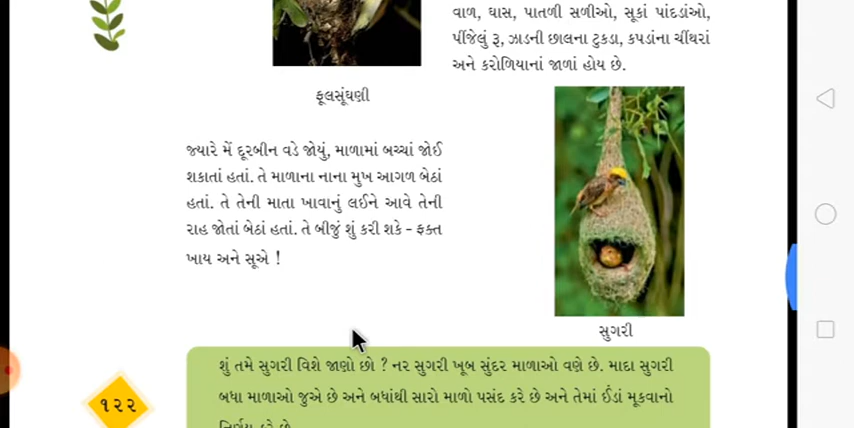 વાળ, ઘાસ, પાતળી સળીઓ, સૂકાં પાંદડાંઓ,
પીંજેલું રૂ, ઝાડની છાલના ટુકડા, કપડાંના ચીંથરાં
અને કરોળિયાનાં જાળાં હોય છે.
ફૂલસૂંઘણી
જ્યારે મેં દૂરબીન વડે જોયું, માળામાં બચ્ચાં જોઈ
શકાતાં હતાં. તે માળાના નાના મુખ આગળ બેઠાં
હતાં. તે તેની માતા ખાવાનું લઈને આવે તેની
રાહ જોતાં બેઠાં હતાં. તે બીજું શું કરી શકે - ફક્ત
ખાય અને સૂએ !
સુગરી
શું તમે સુગરી વિશે જાણો છો ? નર સુગરી ખૂબ સુંદર માળાઓ વણે છે. માદા સુગરી
બધા માળાઓ જુએ છે અને બધાંથી સારો માળો પસંદ કરે છે અને તેમાં ઈંડાં મૂકવાનો
નિર્ણય કરે છે.
૧૨૨